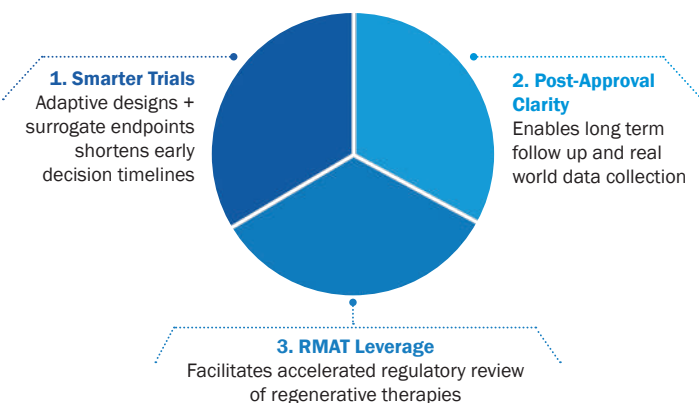 1. Smarter Trials
Adaptive designs +
surrogate endpoints
shortens early
decision timelines
2. Post-Approval
Clarity
Enables long term
follow up and real
world data collection
3. RMAT Leverage
Facilitates accelerated regulatory review
of regenerative therapies